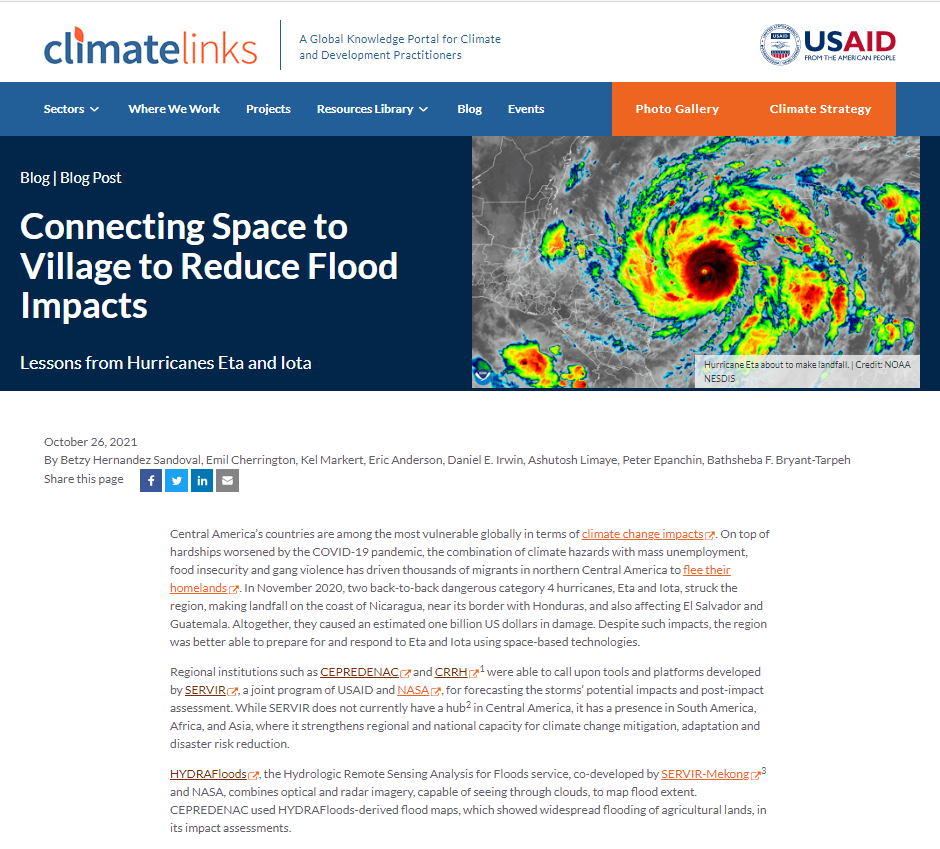 climatelinks
A Global Knowledge Portal for Climate
and Development Practitioners
USAID
USAID
FROM THE AMERICAN PEOPLE
Sectors
Where We Work
Projects
Resources Library
Blog
Events
Photo Gallery
Climate Strategy
Blog | Blog Post
Connecting Space to
Village to Reduce Flood
Impacts
Lessons from Hurricanes Eta and Iota
Hurricane Eta about to make landfall. | Credit: NOAA
NESDIS
October 26, 2021
By Betzy Hernandez Sandoval, Emil Cherrington, Kel Markert, Eric Anderson, Daniel E. Irwin, Ashutosh Limaye, Peter Epanchin, Bathsheba F. Bryant-Tarpeh
Share this page
Central America's countries are among the most vulnerable globally in terms of climate change impacts. On top of
hardships worsened by the COVID-19 pandemic, the combination of climate hazards with mass unemployment,
food insecurity and gang violence has driven thousands of migrants in northern Central America to flee their
homelands. In November 2020, two back-to-back dangerous category 4 hurricanes, Eta and Iota, struck the
region, making landfall on the coast of Nicaragua, near its border with Honduras, and also affecting El Salvador and
Guatemala. Altogether, they caused an estimated one billion US dollars in damage. Despite such impacts, the region
was better able to prepare for and respond to Eta and Iota using space-based technologies.
Regional institutions such as CEPREDENAC and CRRH¹ were able to call upon tools and platforms developed
by SERVIR, a joint program of USAID and NASA, for forecasting the storms' potential impacts and post-impact
assessment. While SERVIR does not currently have a hub² in Central America, it has a presence in South America,
Africa, and Asia, where it strengthens regional and national capacity for climate change mitigation, adaptation and
disaster risk reduction.
HYDRAFloods, the Hydrologic Remote Sensing Analysis for Floods service, co-developed by SERVIR-Mekong³
and NASA, combines optical and radar imagery, capable of seeing through clouds, to map flood extent.
CEPREDENAC used HYDRAFloods-derived flood maps, which showed widespread flooding of agricultural lands, in
its impact assessments.